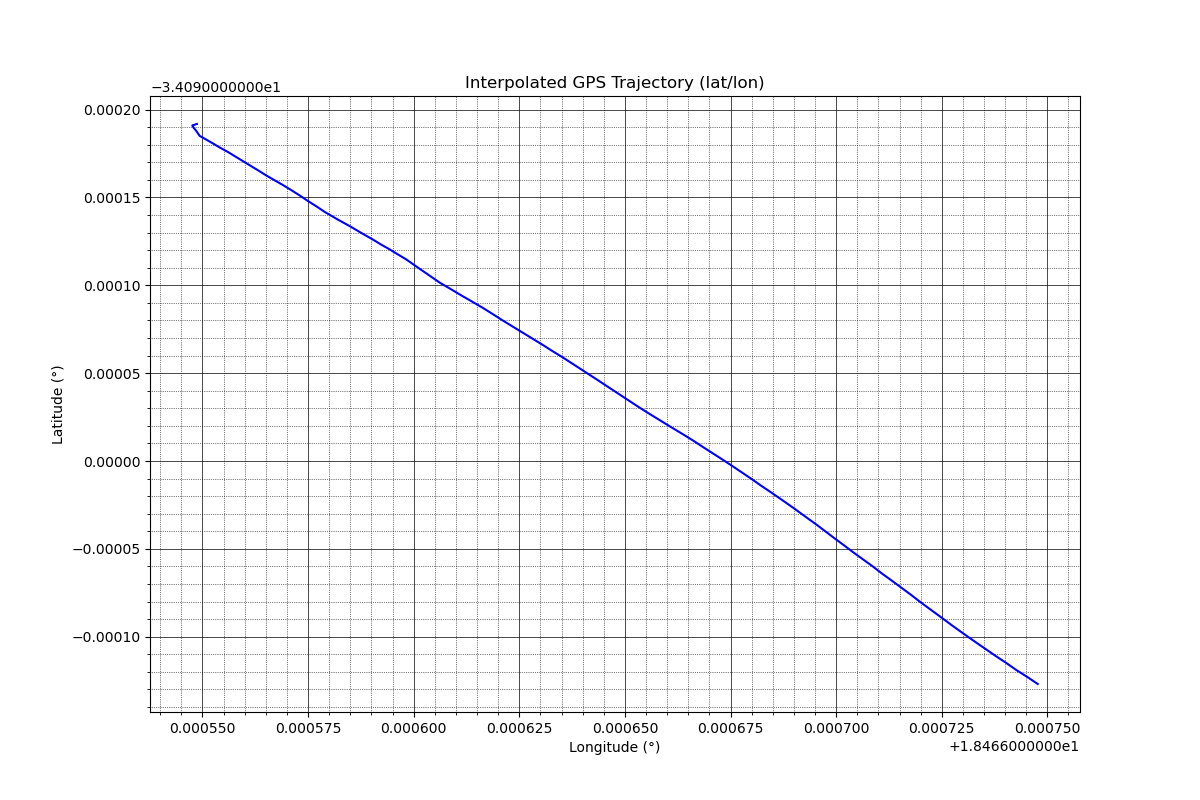 Interpolated GPS Trajectory (lat/lon)
−3.4090000000e1
0.00020
0.00015
0.00010
0.00005
0.00000
−0.00005
−0.00010
Latitude (°)
0.000550 0.000575 0.000600 0.000625 0.000650 0.000675 0.000700 0.000725 0.000750
Longitude (°)
+1.8466000000e1